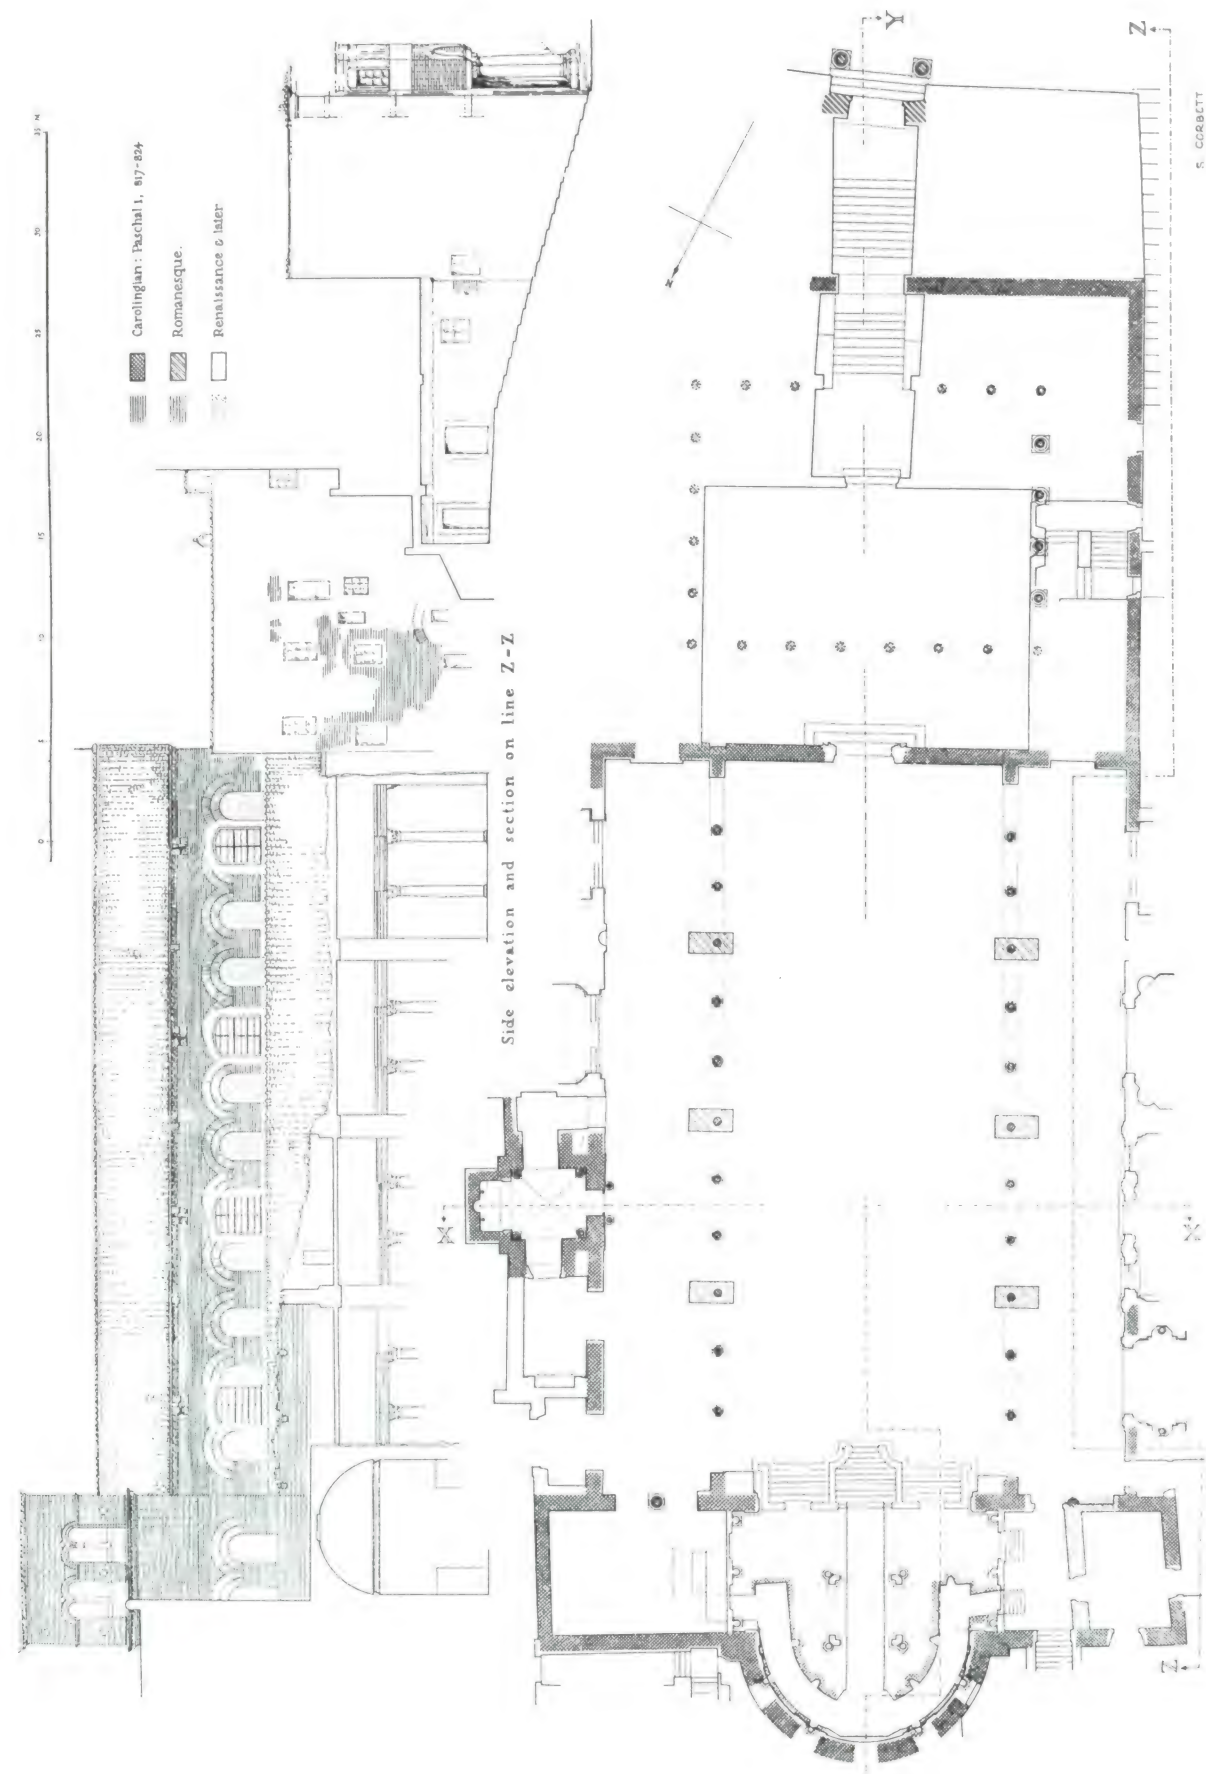 0 5 10 15 20 25 30 35 M
Carolingian: Paschal I, 817-824
Romanesque.
Renaissance & later
Side elevation and section on line Z-Z
N
Y
Z
X
X
Z
S. CORBETT